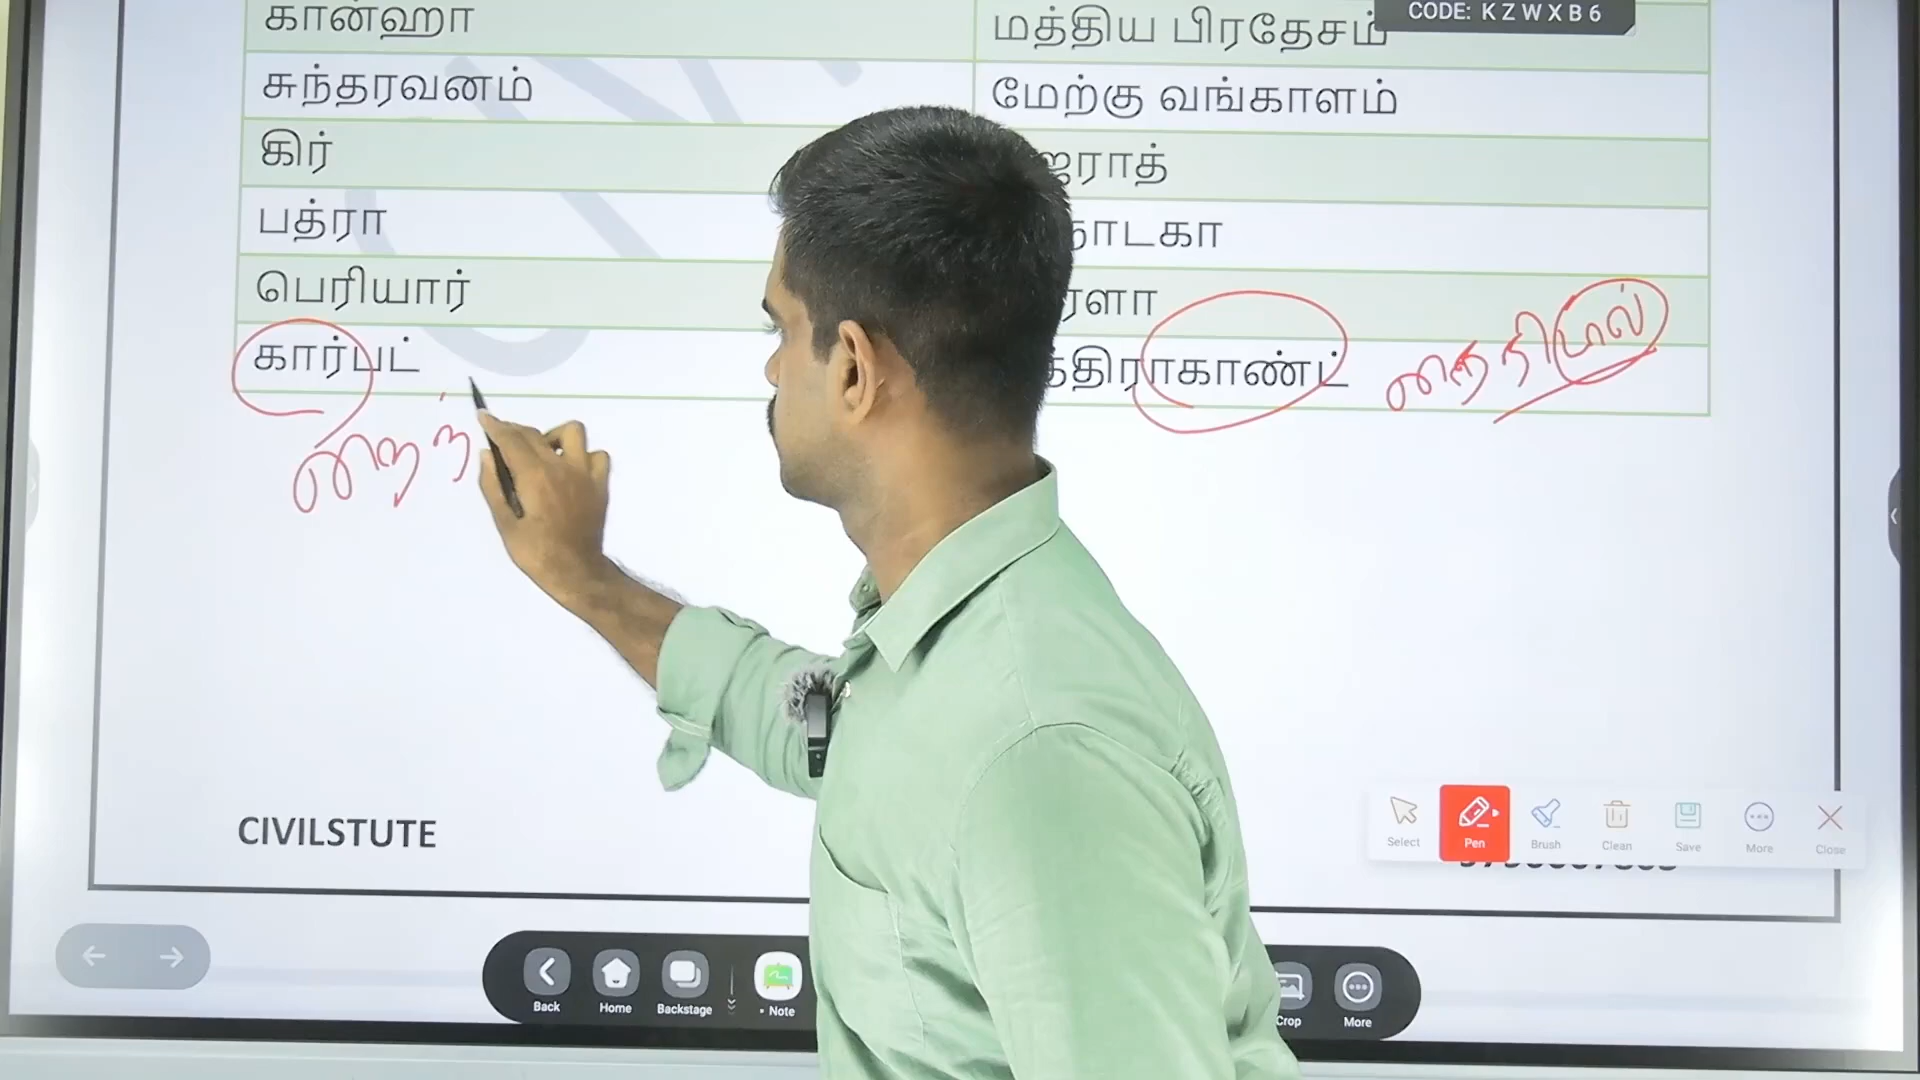 CODE: KZWXB6
கான்ஹா மத்திய பிரதேசம்
சுந்தரவனம் மேற்கு வங்காளம்
கிர் ஜராத்
பத்ரா நாடகா
பெரியார் ரளா
கார்பட் த்திராகாண்ட்
CIVILSTUTE
Select Pen Brush Clean Save More Close
Back Home Backstage Note Crop More